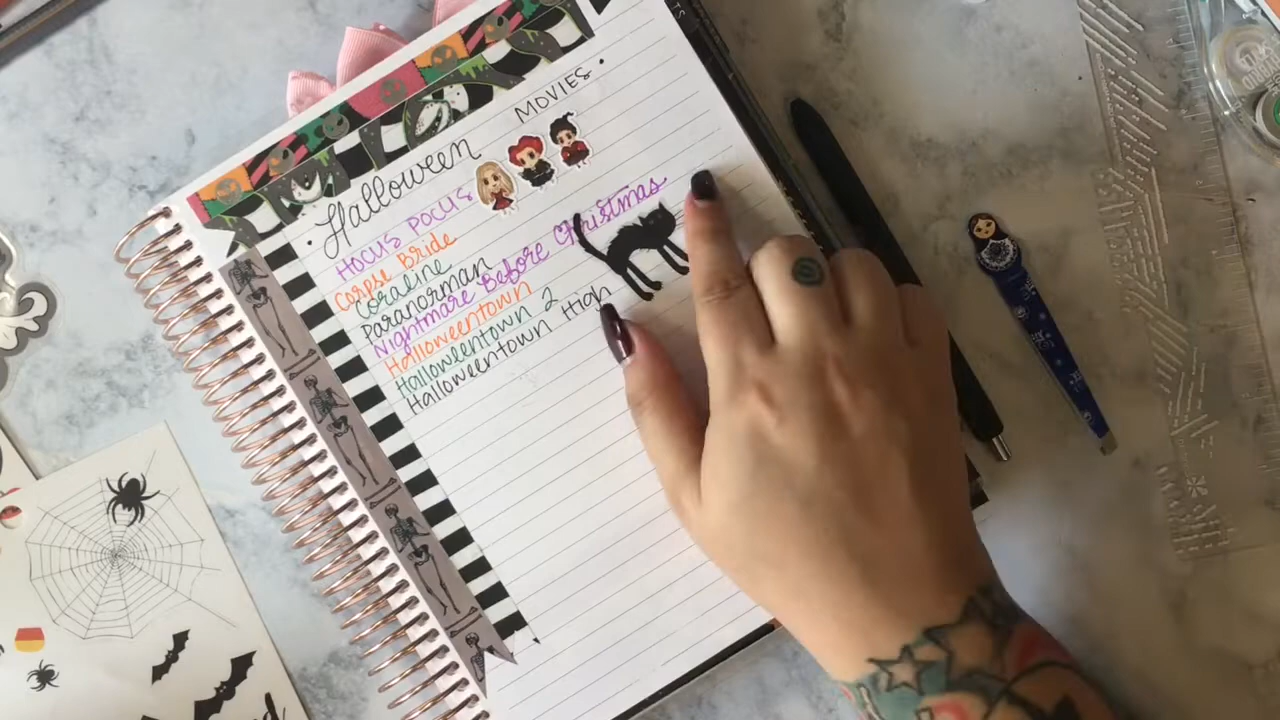 • Halloween MOVIES •
HOCUS POCUS
Corpse Bride
Coraline
Paranorman
Nightmare Before Christmas
Halloweentown
Halloweentown 2
Halloweentown High